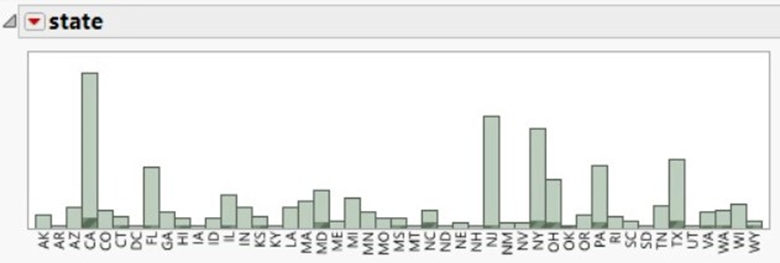 state
AK AR AZ CA CO CT DC FL GA HI IA ID IL IN KS KY LA MA MD ME MI MN MO MS MT NC ND NE NH NJ NM NV NY OH OK OR PA RI SC SD TN TX UT VA WA WI WV